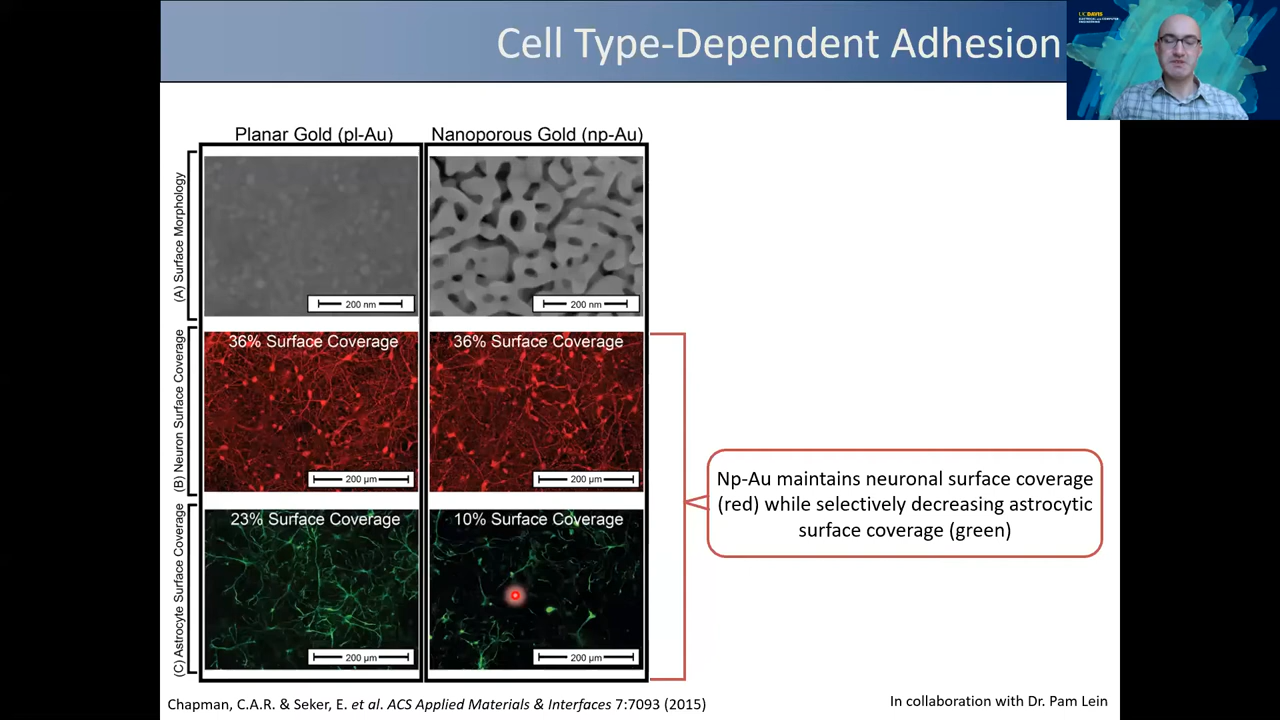 Cell Type-Dependent Adhesion
UC DAVIS
ELECTRICAL AND COMPUTER
ENGINEERING
Planar Gold (pl-Au)
Nanoporous Gold (np-Au)
(A) Surface Morphology
200 nm
200 nm
(B) Neuron Surface Coverage
36% Surface Coverage
36% Surface Coverage
200 µm
200 µm
(C) Astrocyte Surface Coverage
23% Surface Coverage
10% Surface Coverage
200 µm
200 µm
Np-Au maintains neuronal surface coverage
(red) while selectively decreasing astrocytic
surface coverage (green)
Chapman, C.A.R. & Seker, E. et al. ACS Applied Materials & Interfaces 7:7093 (2015)
In collaboration with Dr. Pam Lein